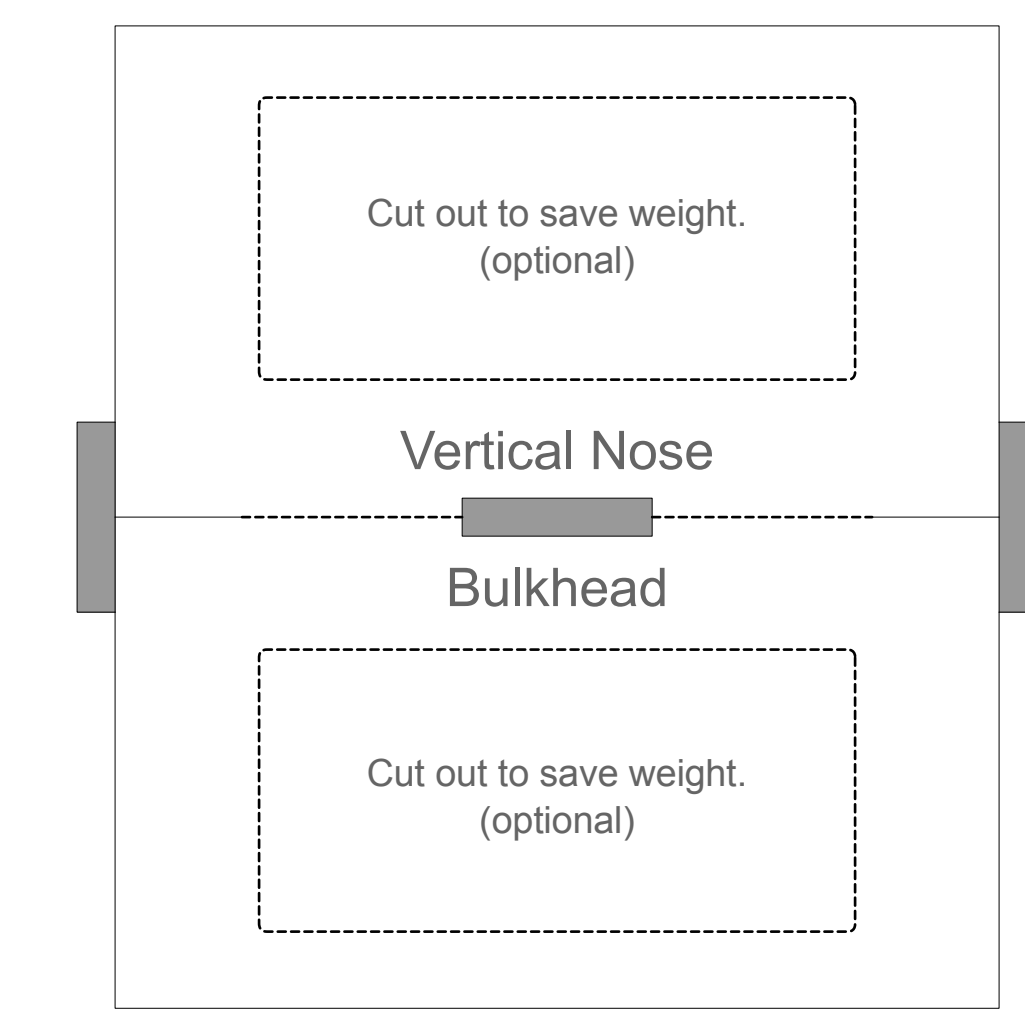 Cut out to save weight.
(optional)
Vertical Nose
Bulkhead
Cut out to save weight.
(optional)